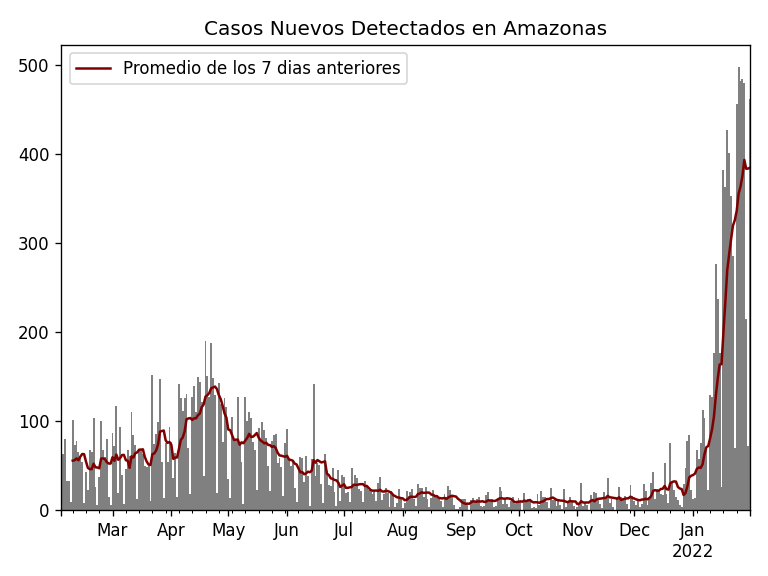 Casos Nuevos Detectados en Amazonas
Promedio de los 7 dias anteriores
500
400
300
200
100
0
Mar Apr May Jun Jul Aug Sep Oct Nov Dec Jan
2022